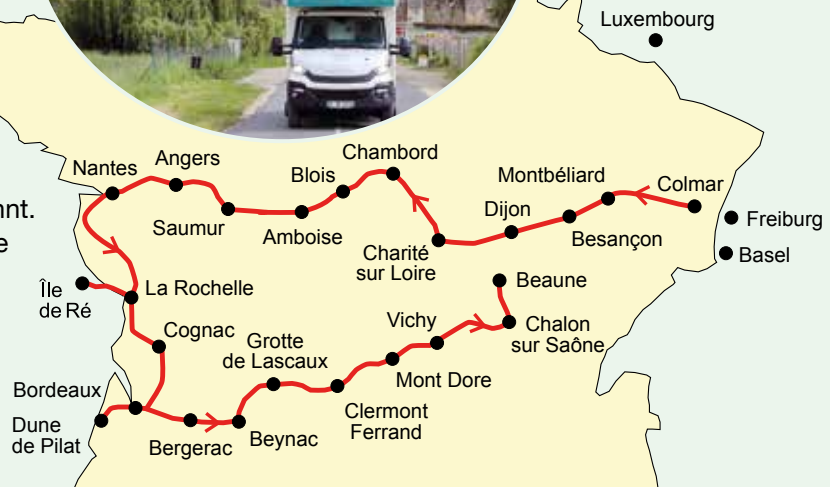 Luxembourg
Chambord
Angers
Nantes
Blois
Montbéliard
Colmar
nnt.
Dijon
Freiburg
Saumur
Amboise
Besançon
e
Charité
sur Loire
Basel
Île
de Ré
La Rochelle
Beaune
Cognac
Vichy
Chalon
sur Saône
Grotte
de Lascaux
Mont Dore
Bordeaux
Clermont
Ferrand
Dune
de Pilat
Bergerac
Beynac